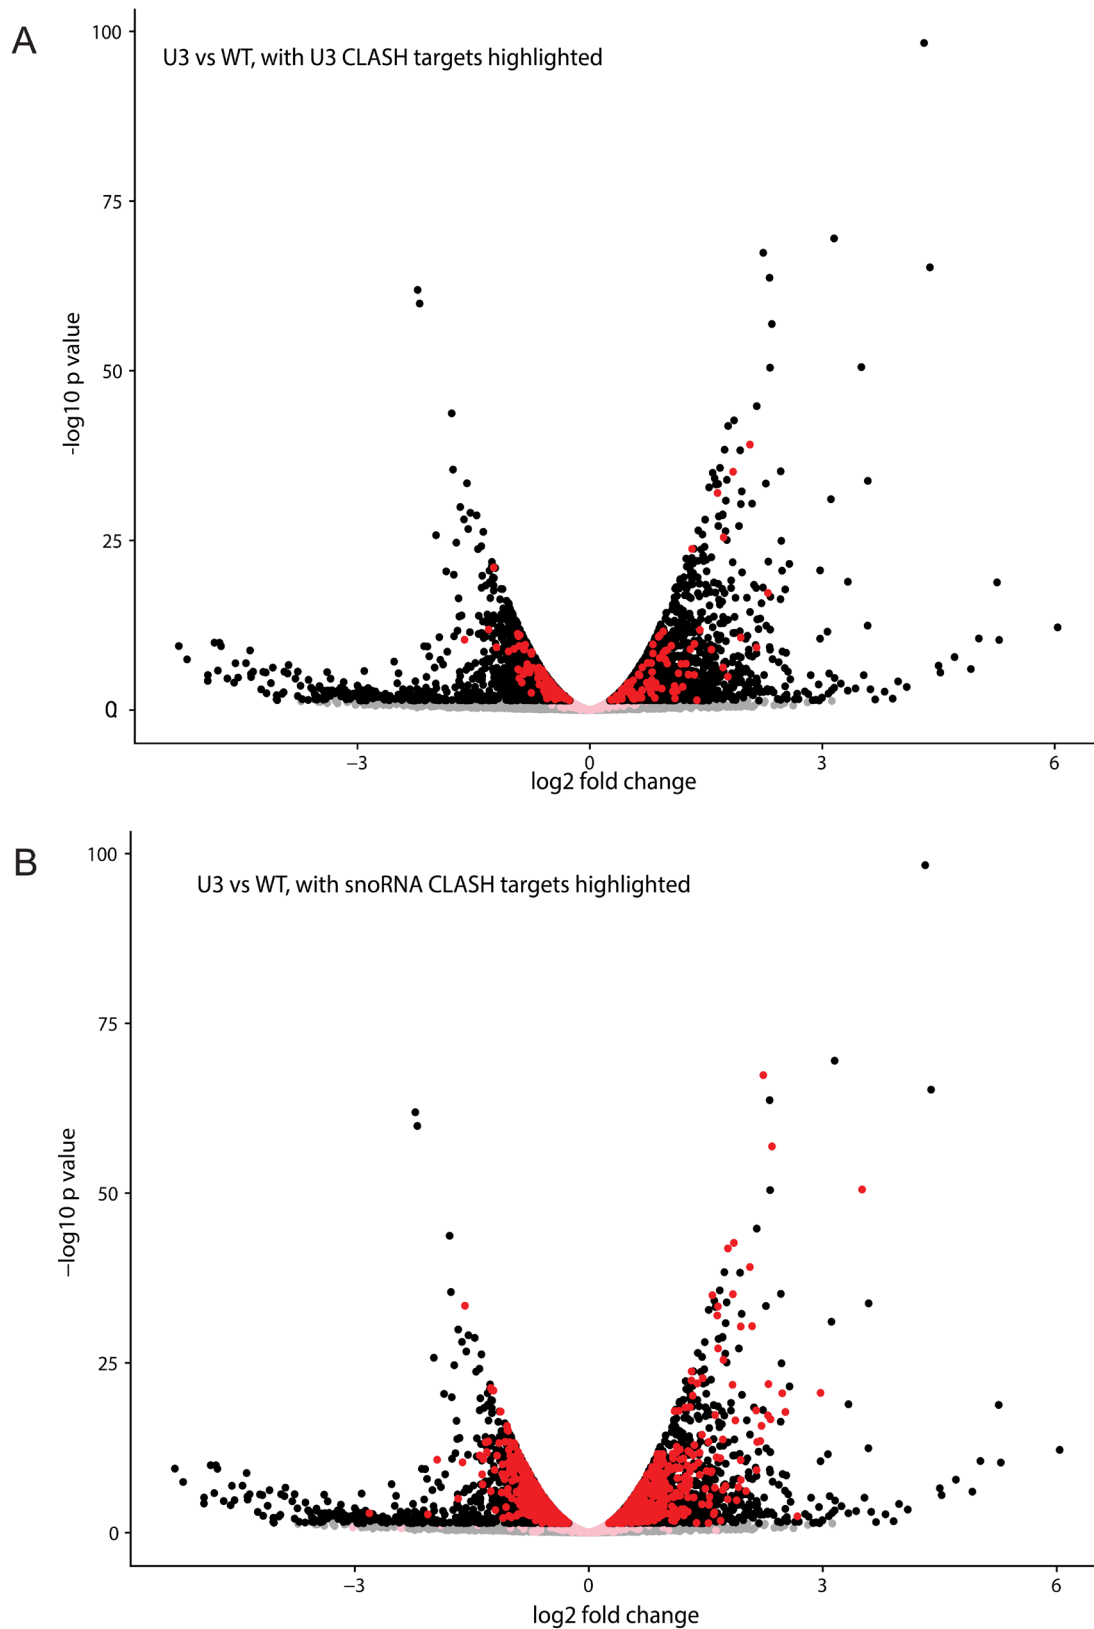 A
U3 vs WT, with U3 CLASH targets highlighted
100
75
50
25
0
-log10 p value
−3
0
3
6
log2 fold change
B
U3 vs WT, with snoRNA CLASH targets highlighted
100
75
50
25
0
−log10 p value
−3
0
3
6
log2 fold change